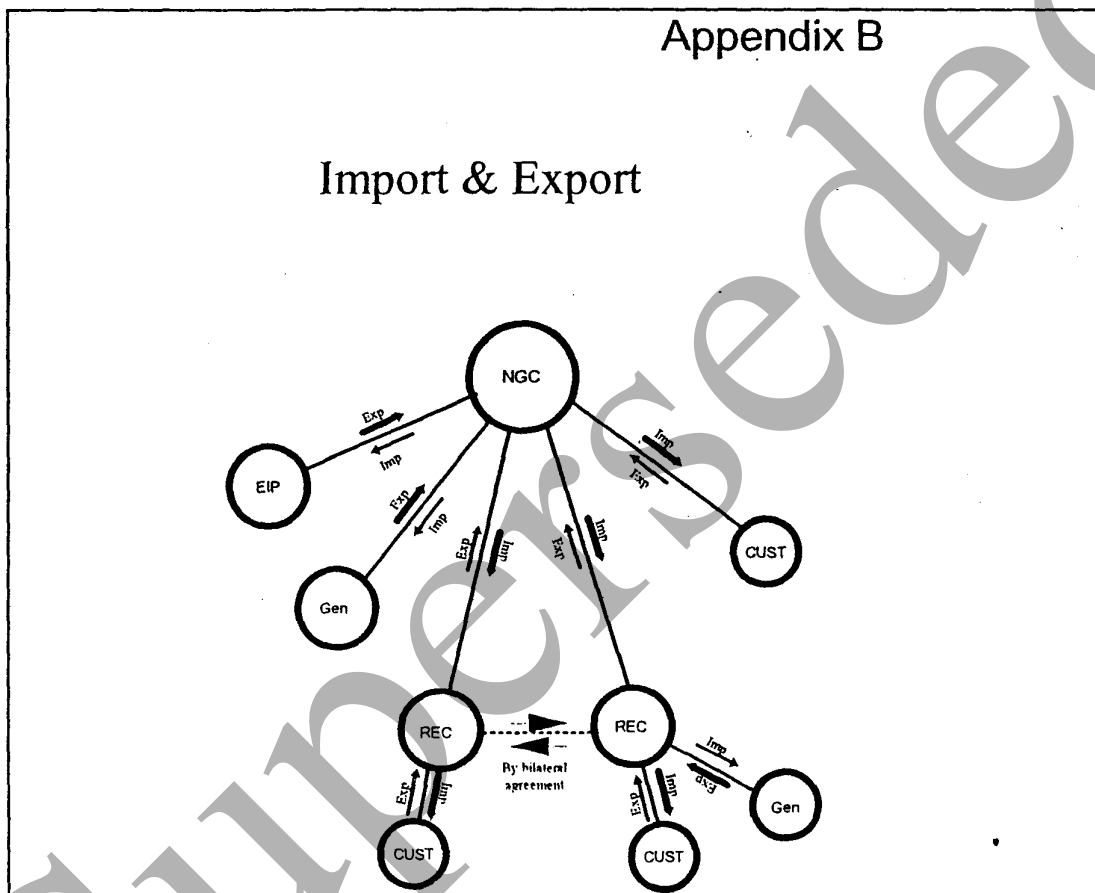 Appendix B
Import & Export
NGC
Exp
Imp
EIP
Exp
Imp
Gen
Exp
Imp
Exp
Imp
Imp
Exp
CUST
REC
REC
By bilateral
agreement
Imp
Exp
Gen
Exp
Imp
CUST
Exp
Imp
CUST
Superseded